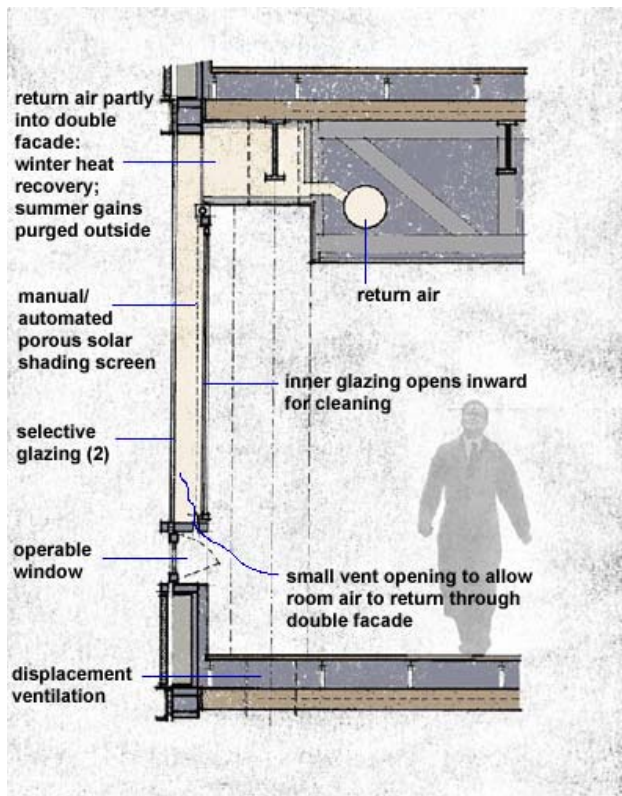 return air partly
into double
facade:
winter heat
recovery;
summer gains
purged outside
return air
manual/
automated
porous solar
shading screen
inner glazing opens inward
for cleaning
selective
glazing (2)
operable
window
small vent opening to allow
room air to return through
double facade
displacement
ventilation